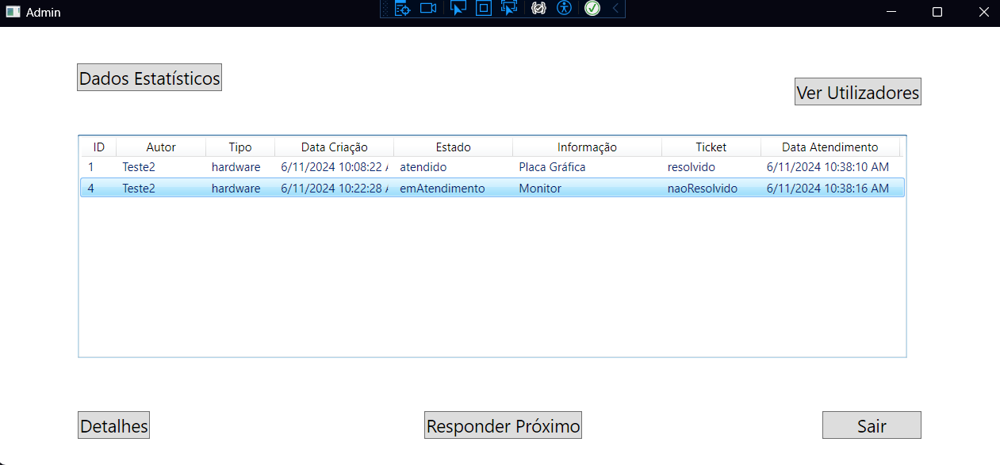 Admin
Dados Estatísticos
Ver Utilizadores
ID Autor Tipo Data Criação Estado Informação Ticket Data Atendimento
1 Teste2 hardware 6/11/2024 10:08:22 atendido Placa Gráfica resolvido 6/11/2024 10:38:10 AM
4 Teste2 hardware 6/11/2024 10:22:28 emAtendimento Monitor naoResolvido 6/11/2024 10:38:16 AM
Detalhes Responder Próximo Sair